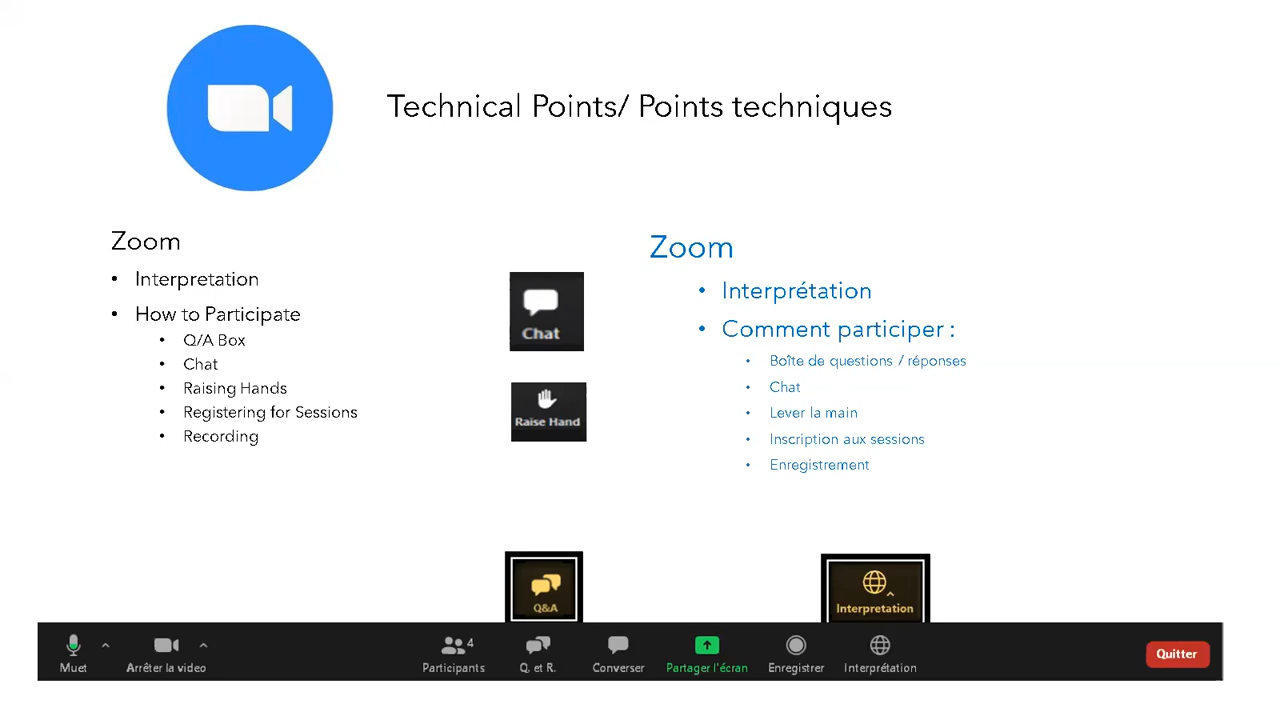 Technical Points/ Points techniques
Zoom
• Interpretation
• How to Participate
• Q/A Box
• Chat
• Raising Hands
• Registering for Sessions
• Recording
Chat
Raise Hand
Zoom
• Interprétation
• Comment participer :
• Boîte de questions / réponses
• Chat
• Lever la main
• Inscription aux sessions
• Enregistrement
Q&A
Interpretation
Muet
Arrêter la video
Participants 4
Q. et R.
Converser
Partager l'écran
Enregistrer
Interprétation
Quitter